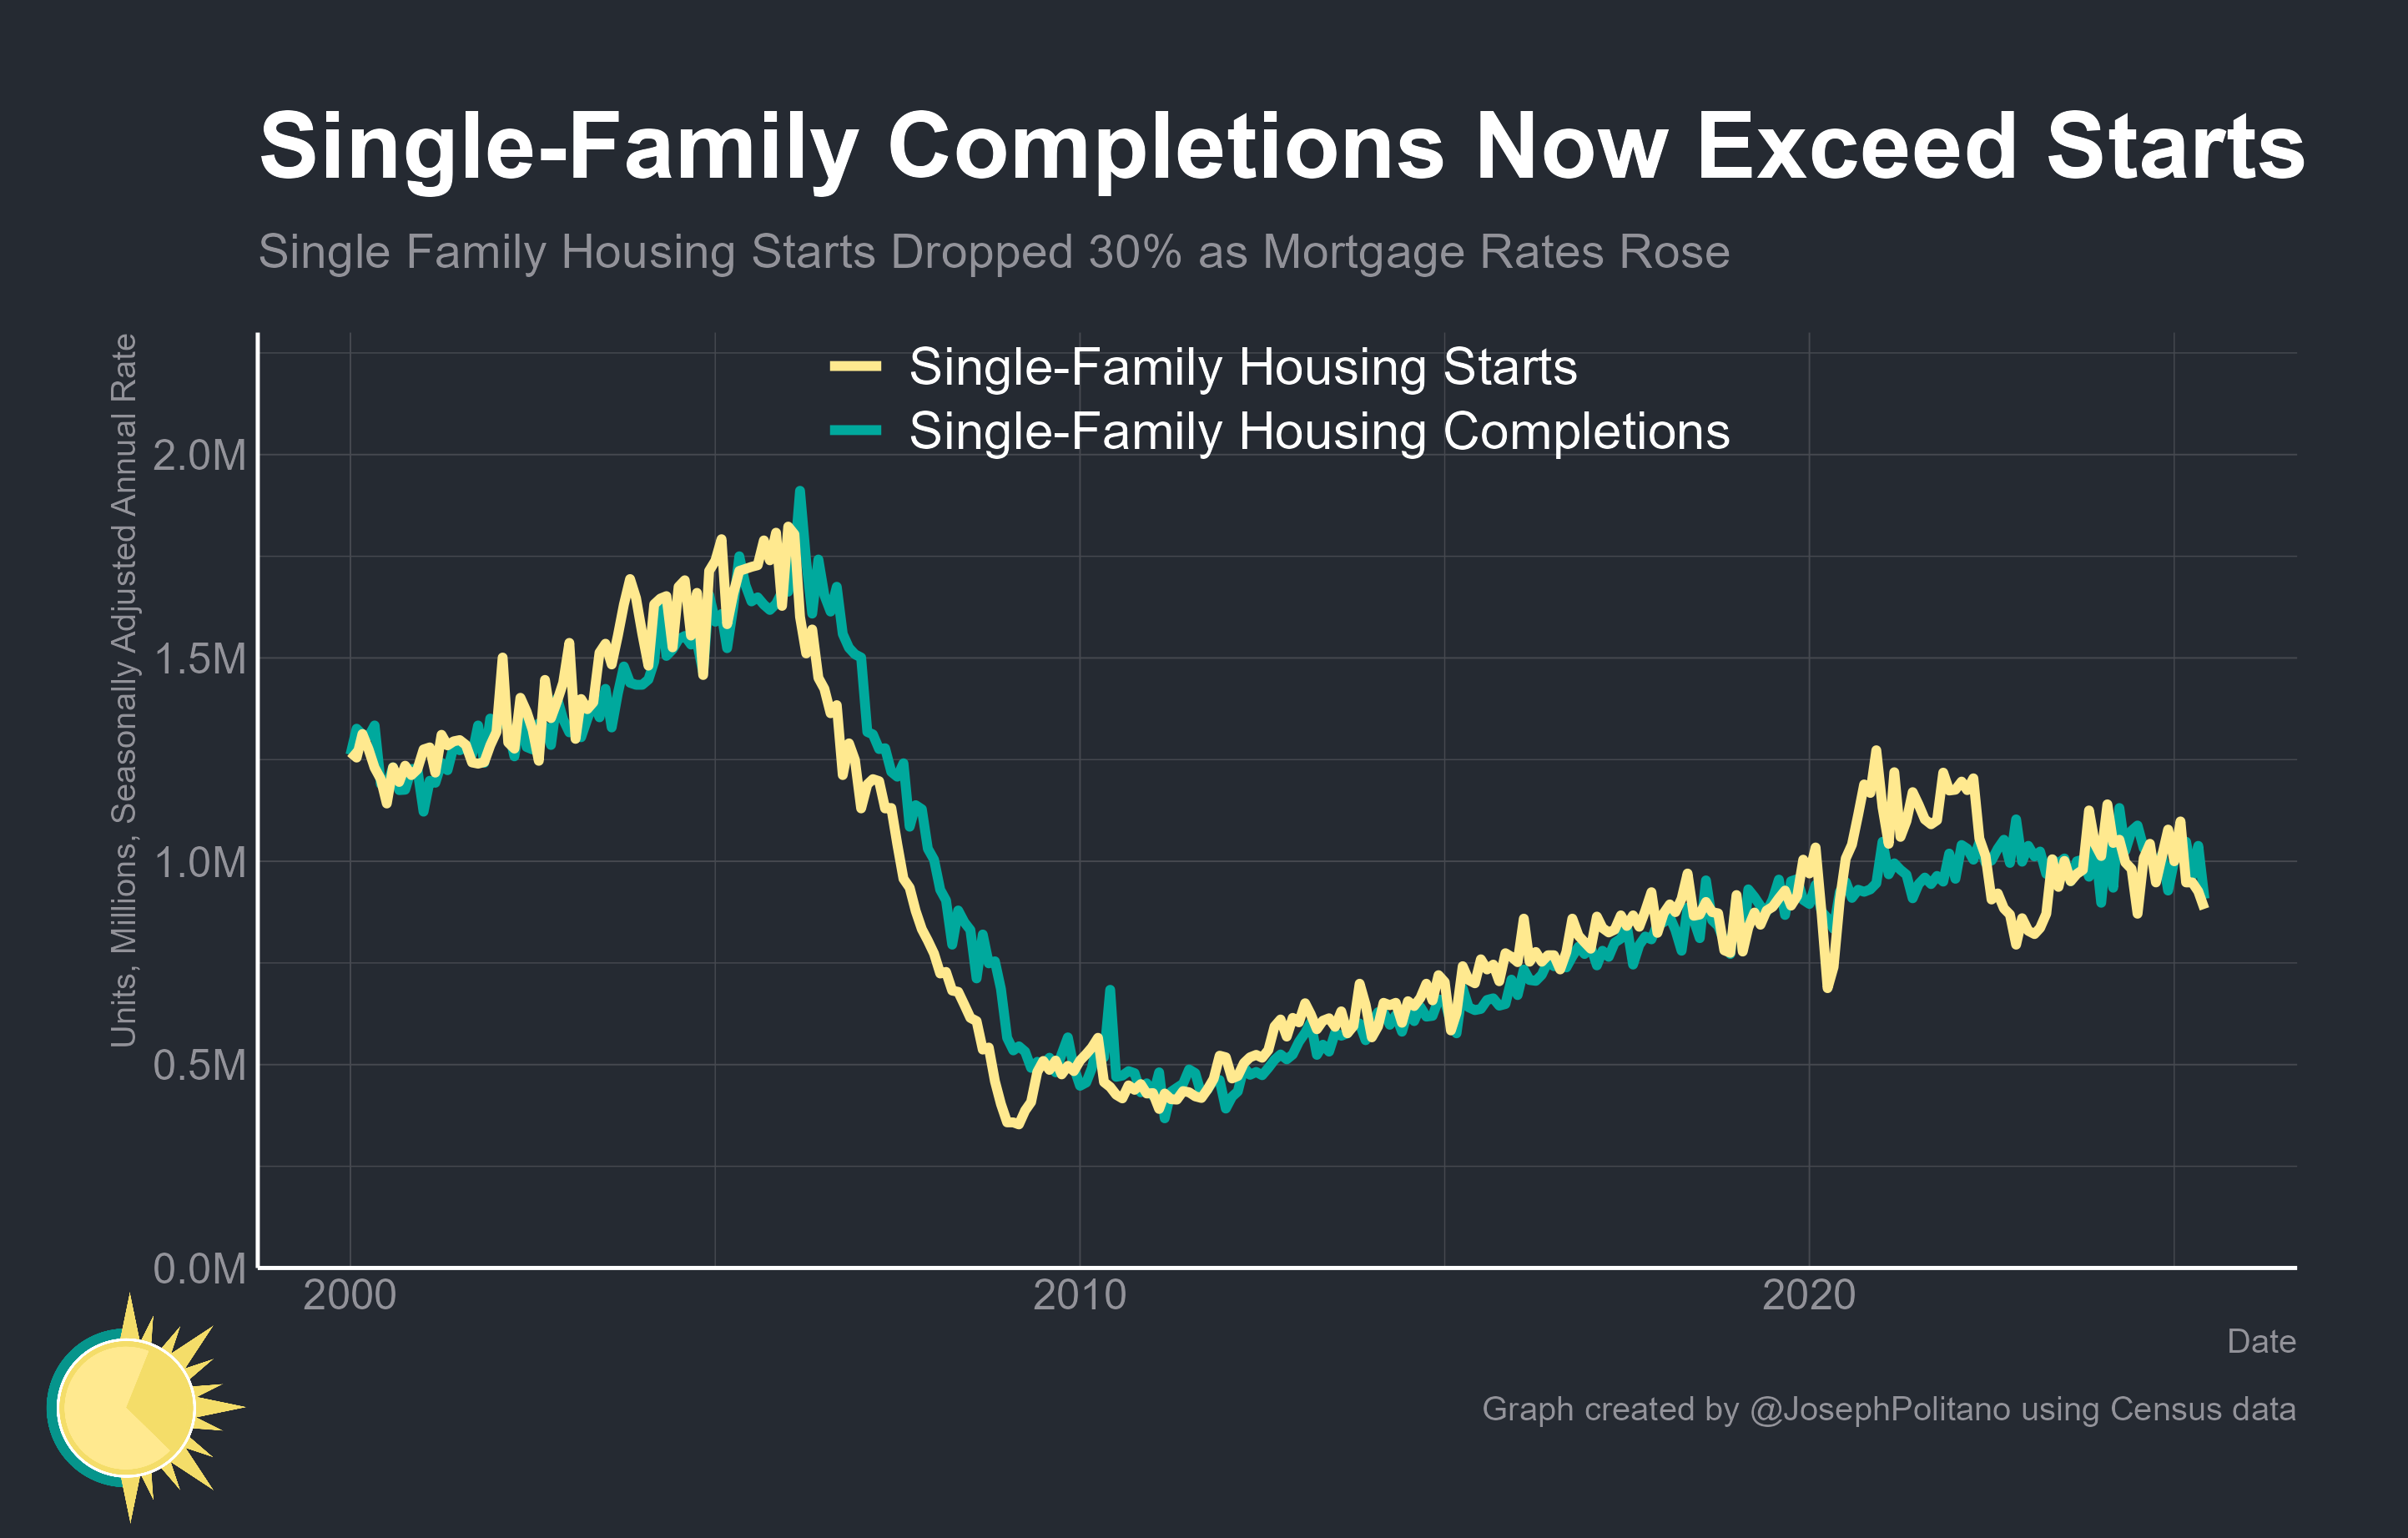 Single-Family Completions Now Exceed Starts
Single Family Housing Starts Dropped 30% as Mortgage Rates Rose
Units, Millions, Seasonally Adjusted Annual Rate
Single-Family Housing Starts
Single-Family Housing Completions
2.0M
1.5M
1.0M
0.5M
0.0M
2000
2010
2020
Date
Graph created by @JosephPolitano using Census data